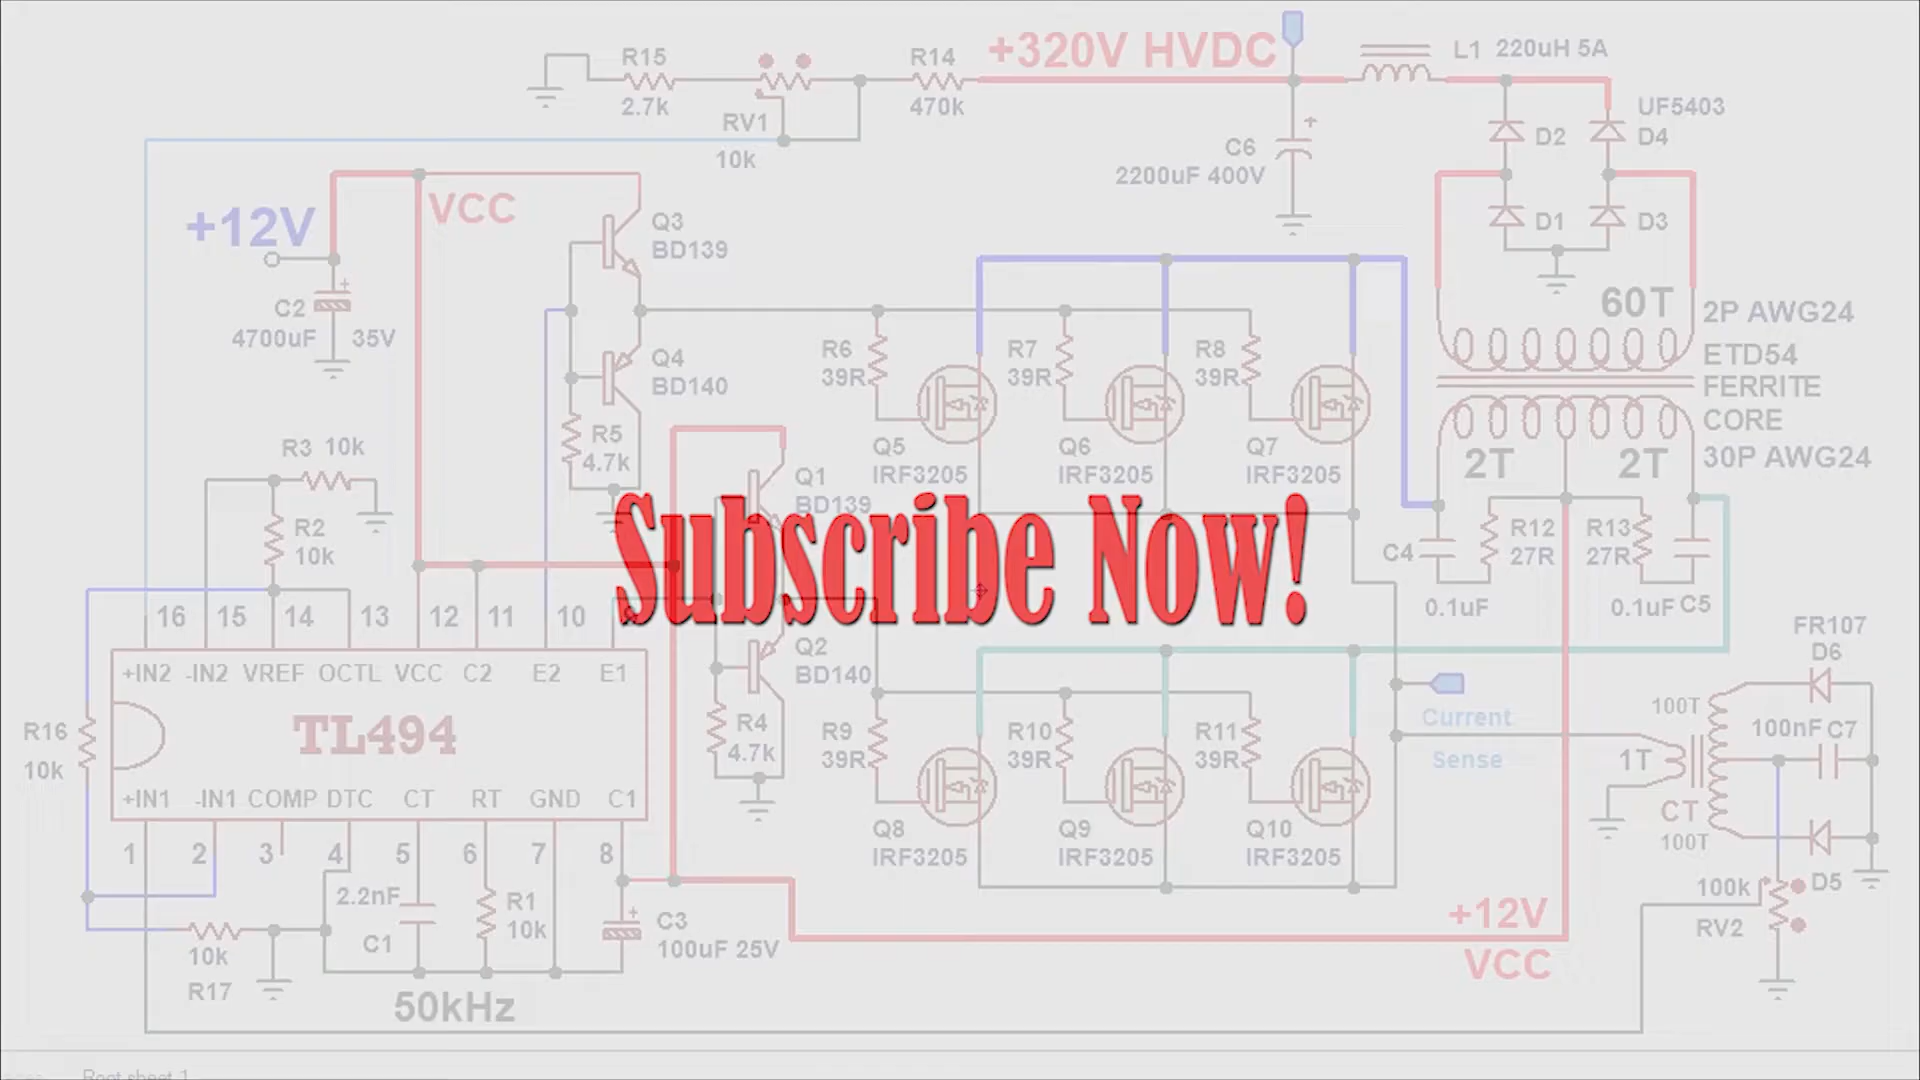 R15
2.7k
RV1
10k
R14
470k
+320V HVDC
L1 220uH 5A
UF5403
D2
D4
C6
2200uF 400V
D1
D3
+12V
VCC
C2
4700uF 35V
Q3
BD139
Q4
BD140
R5
4.7k
R6
39R
R7
39R
R8
39R
Q5
IRF3205
Q6
IRF3205
Q7
IRF3205
60T
2P AWG24
ETD54
FERRITE
CORE
30P AWG24
2T
2T
R3 10k
R2
10k
Q1
BD139
Subscribe Now!
C4
R12
27R
R13
27R
0.1uF
0.1uF C5
16 15 14 13 12 11 10
+IN2 -IN2 VREF OCTL VCC C2 E2 E1
TL494
+IN1 -IN1 COMP DTC CT RT GND C1
1 2 3 4 5 6 7 8
R16
10k
Q2
BD140
R4
4.7k
R9
39R
R10
39R
R11
39R
Q8
IRF3205
Q9
IRF3205
Q10
IRF3205
Current
Sense
FR107
D6
100T
100nF C7
1T
CT
100T
D5
100k
RV2
2.2nF
C1
R1
10k
C3
100uF 25V
10k
R17
50kHz
+12V
VCC
Root sheet 1